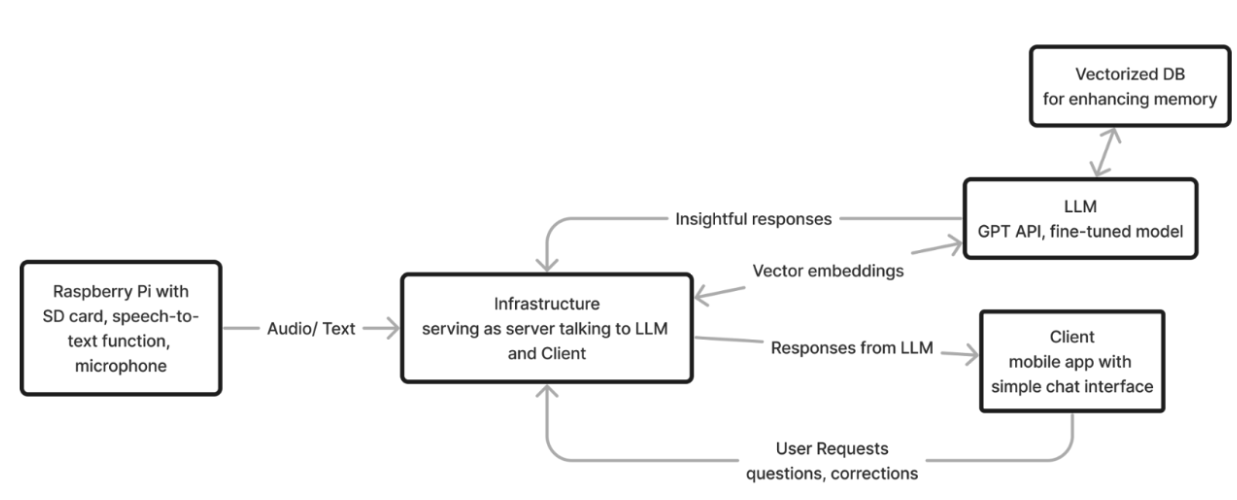 Vectorized DB
for enhancing memory
LLM
GPT API, fine-tuned model
Insightful responses
Vector embeddings
Raspberry Pi with
SD card, speech-to-
text function,
microphone
Audio/ Text
Infrastructure
serving as server talking to LLM
and Client
Responses from LLM
Client
mobile app with
simple chat interface
User Requests
questions, corrections